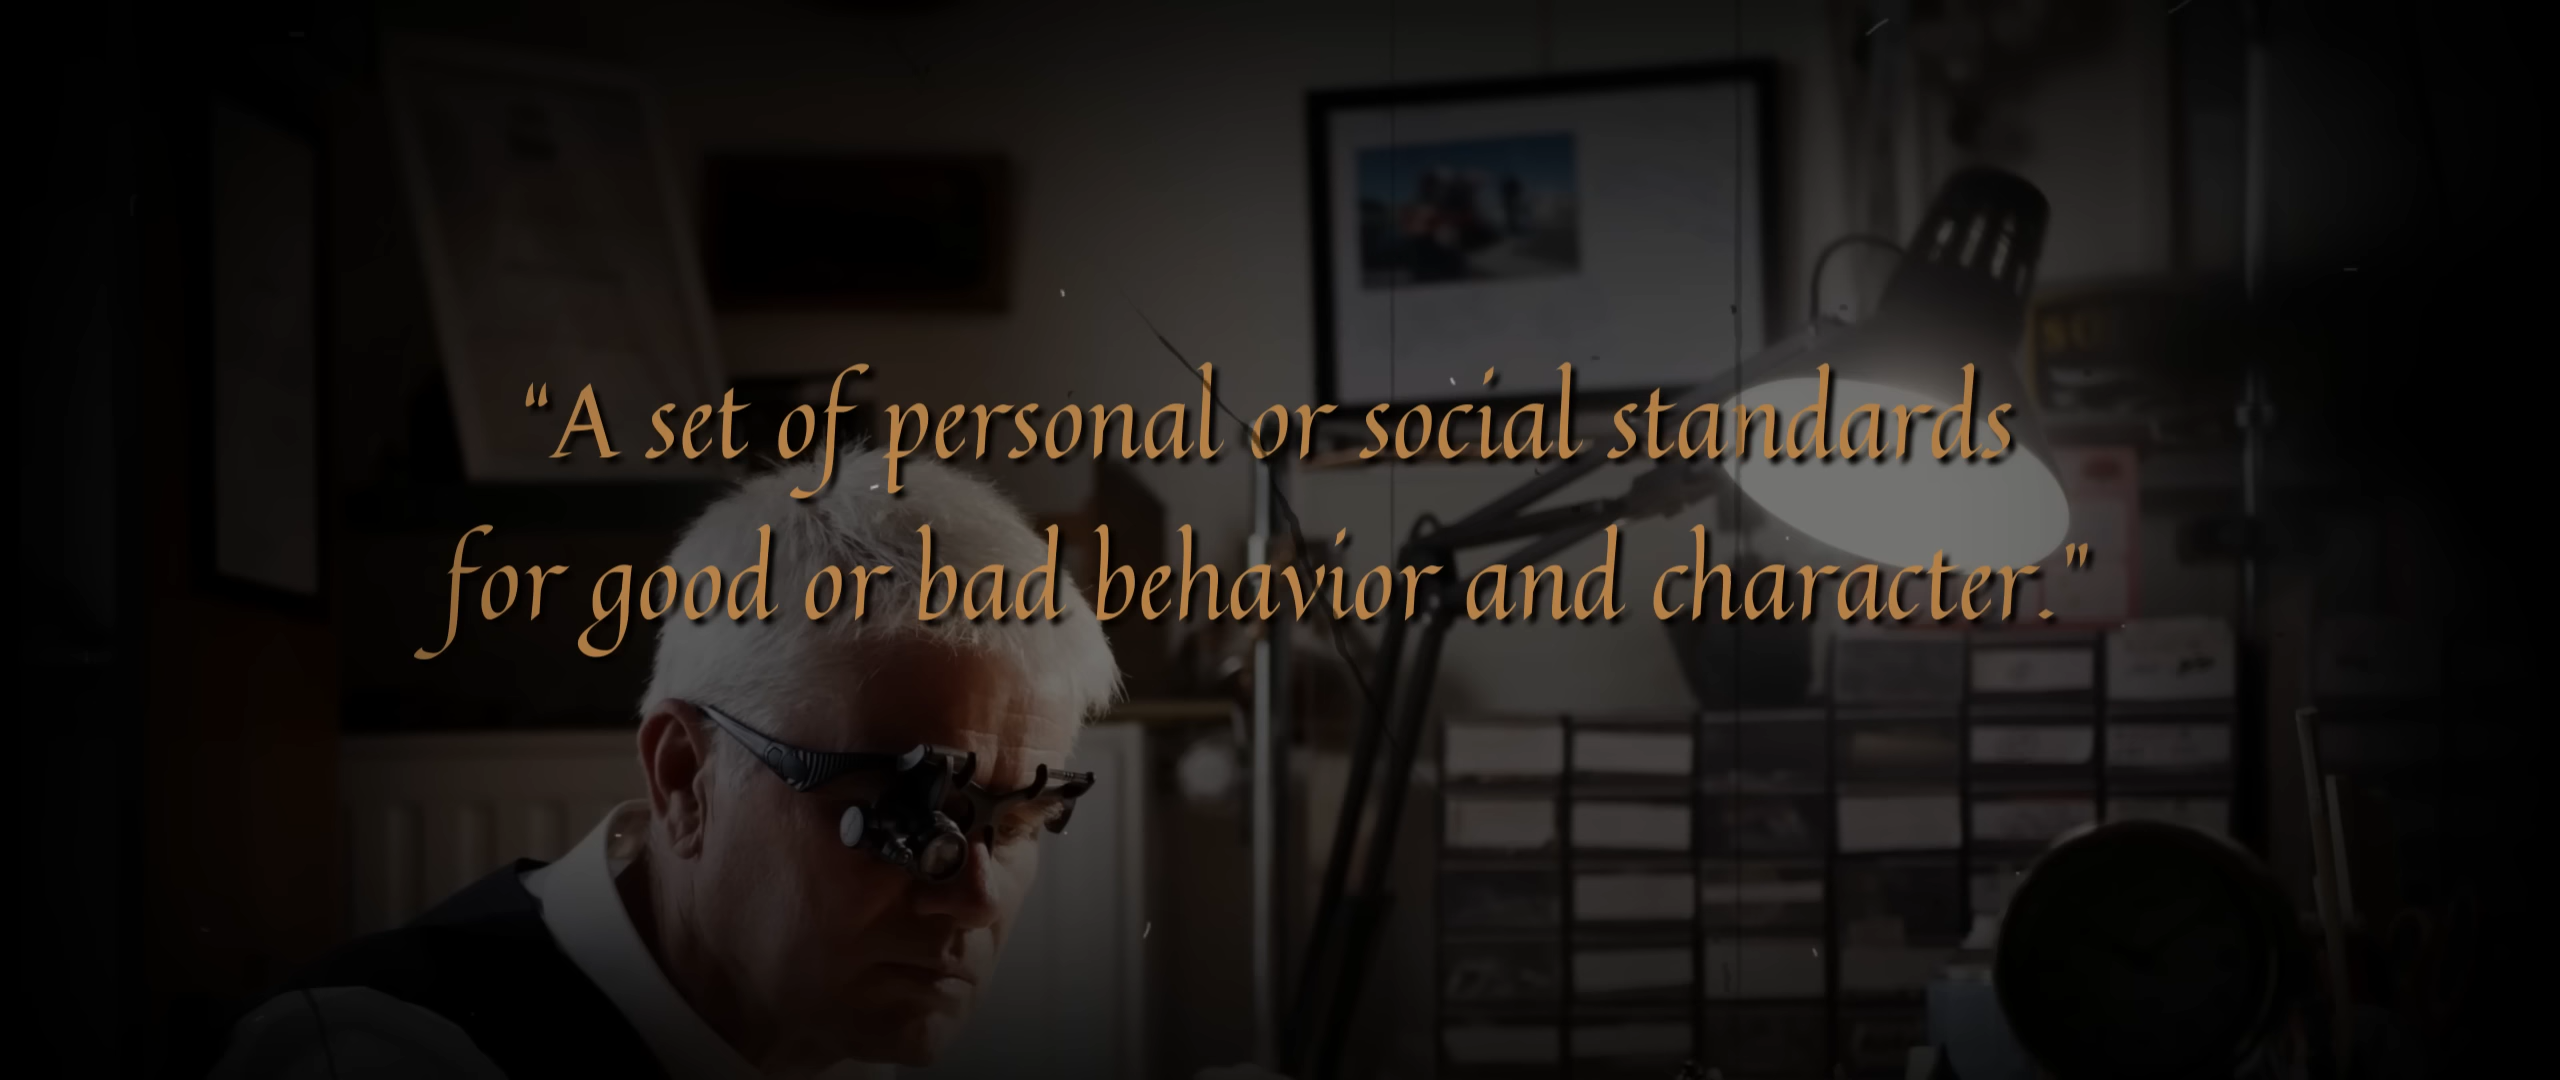 “A set of personal or social standards
for good or bad behavior and character."